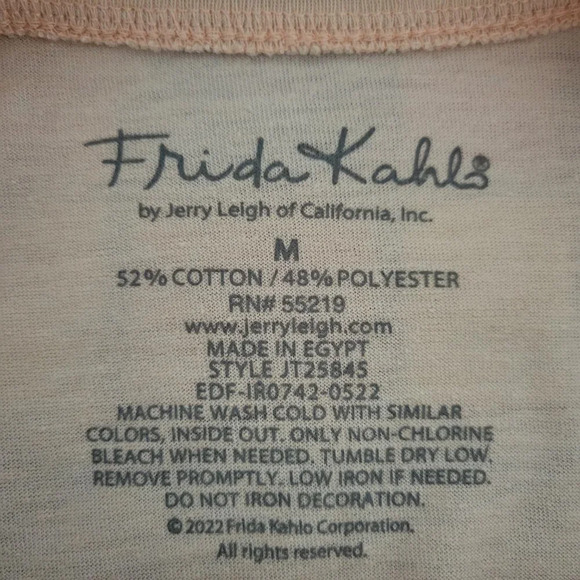 Frida Kahlo®
by Jerry Leigh of California, Inc.
M
52% COTTON / 48% POLYESTER
RN# 55219
www.jerryleigh.com
MADE IN EGYPT
STYLE JT25845
EDF-IR0742-0522
MACHINE WASH COLD WITH SIMILAR
COLORS, INSIDE OUT. ONLY NON-CHLORINE
BLEACH WHEN NEEDED. TUMBLE DRY LOW.
REMOVE PROMPTLY. LOW IRON IF NEEDED.
DO NOT IRON DECORATION.
© 2022 Frida Kahlo Corporation.
All rights reserved.